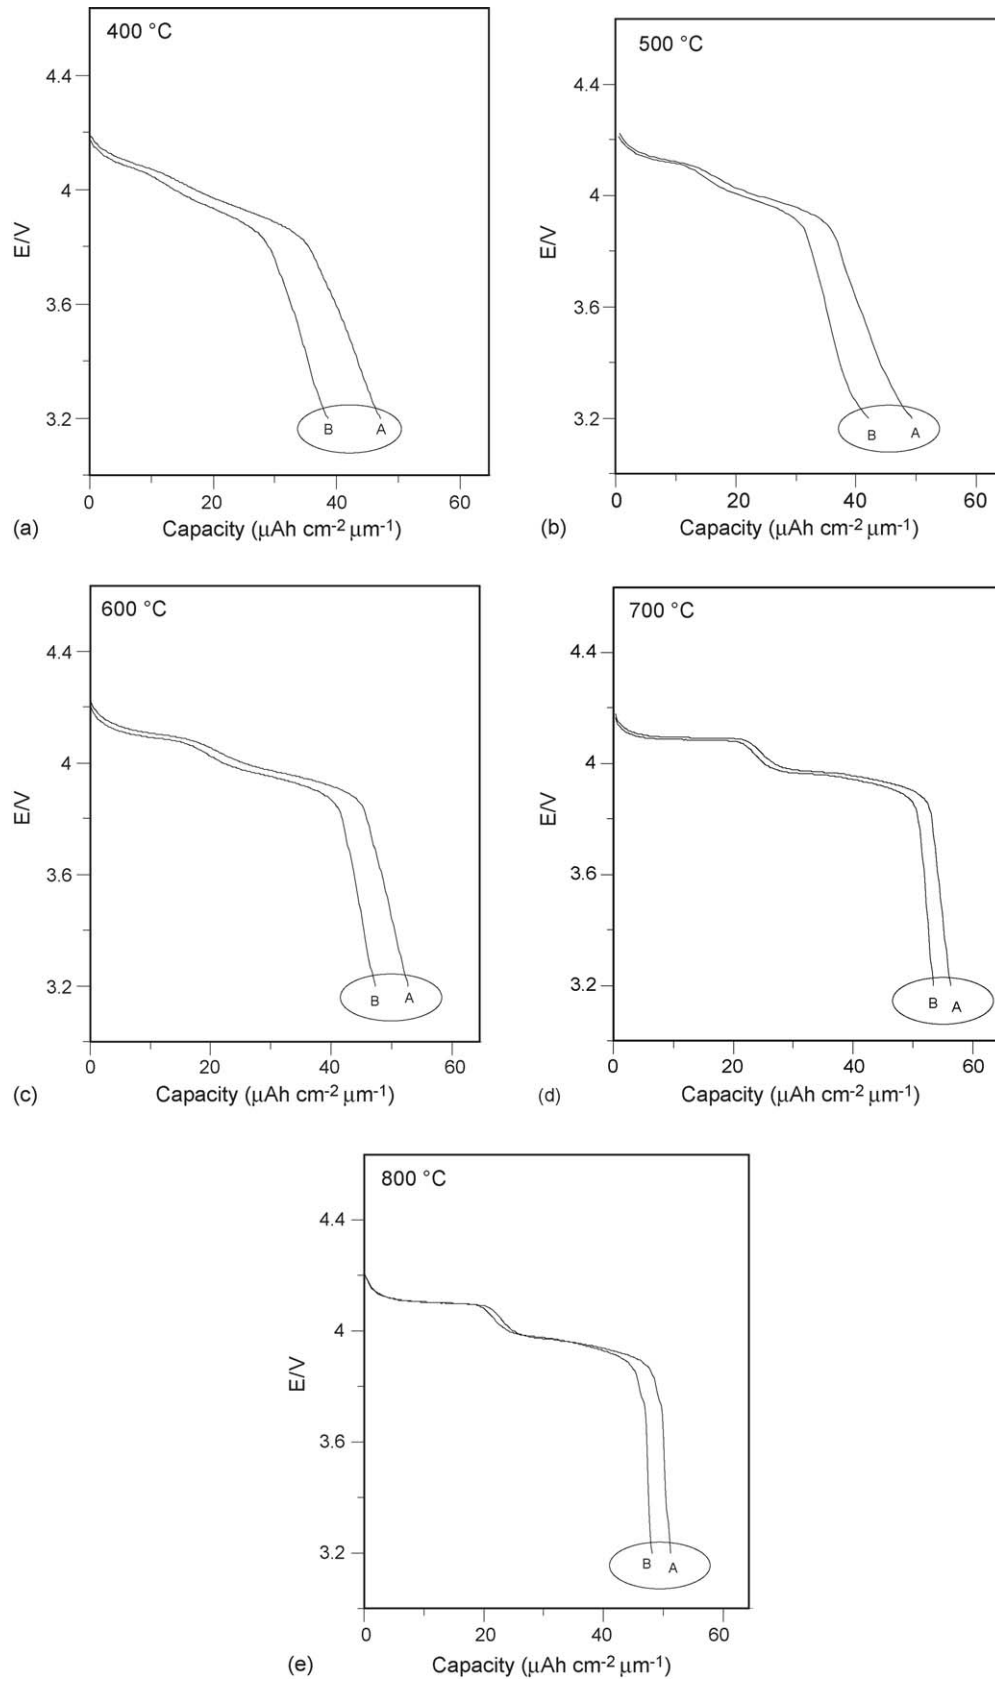 400 °C
4.4
4
3.6
3.2
E/V
B A
0 20 40 60
(a) Capacity (µAh cm-2 µm-1)
500 °C
4.4
4
3.6
3.2
E/V
B A
0 20 40 60
(b) Capacity (µAh cm-2 µm-1)
600 °C
4.4
4
3.6
3.2
E/V
B A
0 20 40 60
(c) Capacity (µAh cm-2 µm-1)
700 °C
4.4
4
3.6
3.2
E/V
B A
0 20 40 60
(d) Capacity (µAh cm-2 µm-1)
800 °C
4.4
4
3.6
3.2
E/V
B A
0 20 40 60
(e) Capacity (µAh cm-2 µm-1)